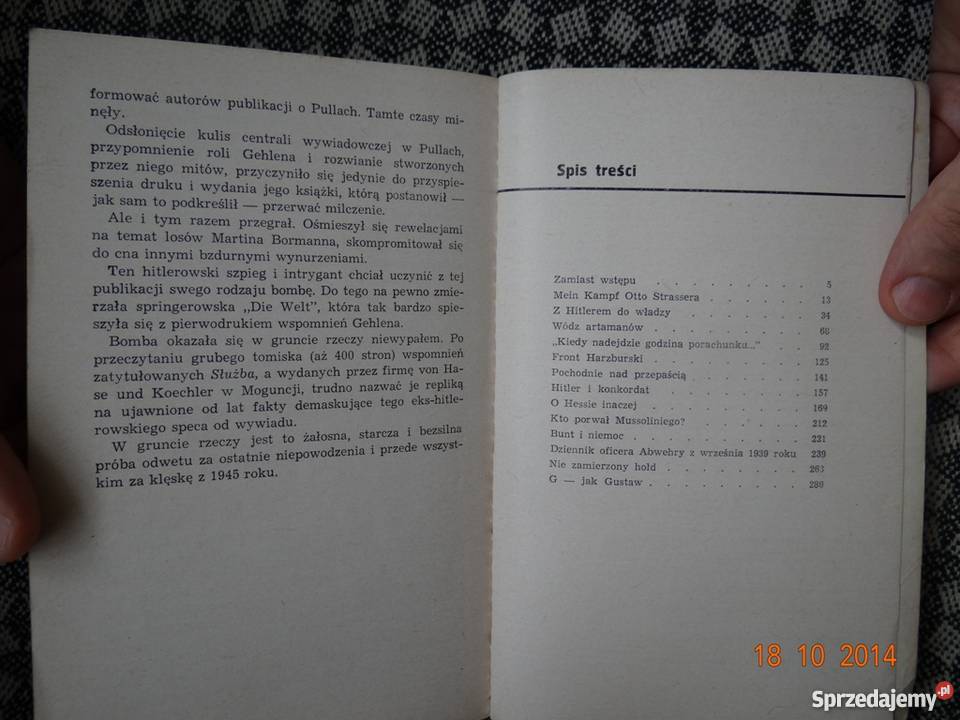 formować autorów publikacji o Pullach. Tamte czasy mi-
nęły.
Odsłonięcie kulis centrali wywiadowczej w Pullach,
przypomnienie roli Gehlena i rozwianie stworzonych
przez niego mitów, przyczyniło się jedynie do przyspie-
szenia druku i wydania jego książki, którą postanowił —
jak sam to podkreślił — przerwać milczenie.
Ale i tym razem przegrał. Ośmieszył się rewelacjami
na temat losów Martina Bormanna, skompromitował się
do cna innymi bzdurnymi wynurzeniami.
Ten hitlerowski szpieg i intrygant chciał uczynić z tej
publikacji swego rodzaju bombę. Do tego na pewno zmie-
rzała springerowska „Die Welt", która tak bardzo spie-
szyła się z pierwodrukiem wspomnień Gehlena.
Bomba okazała się w gruncie rzeczy niewypałem. Po
przeczytaniu grubego tomiska (aż 400 stron) wspomnień
zatytułowanych Służba, a wydanych przez firmę von Ha-
se und Koechler w Moguncji, trudno nazwać je repliką
na ujawnione od lat fakty demaskujące tego eks-hitle-
rowskiego speca od wywiadu.
W gruncie rzeczy jest to żałosna, starcza i bezsilna
próba odwetu za ostatnie niepowodzenia i przede wszyst-
kim za klęskę z 1945 roku.
Spis treści
Zamiast wstępu . . . . . . . . . 5
Mein Kampf Otto Strassera . . . . . . 13
Z Hitlerem do władzy . . . . . . . 34
Wódz artamanów . . . . . . . . 68
„Kiedy nadejdzie godzina porachunku..." . . 92
Front Harzburski . . . . . . . . 125
Pochodnie nad przepaścią . . . . . . 141
Hitler i konkordat . . . . . . . . 157
O Hessie inaczej . . . . . . . . 169
Kto porwał Mussoliniego? . . . . . . 212
Bunt i niemoc . . . . . . . . . 221
Dziennik oficera Abwehry z września 1939 roku 239
Nie zamierzony hołd . . . . . . . 263
G — jak Gustaw . . . . . . . . 280
18 10 2014
Sprzedajemy.pl